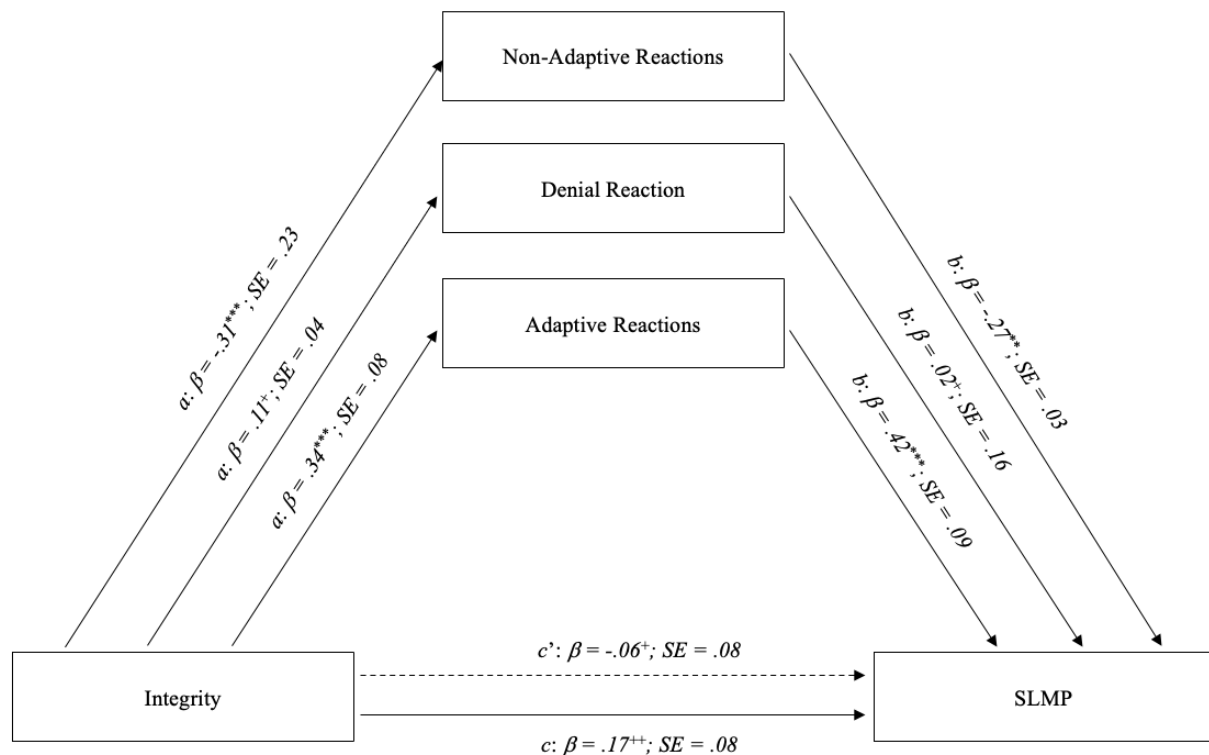 Non-Adaptive Reactions
Denial Reaction
Adaptive Reactions
a: β = -.31***; SE = .23
a: β = .11+; SE = .04
a: β = .34***; SE = .08
b: β = -.27**; SE = .03
b: β = .02+; SE = .16
b: β = .42***; SE = .09
Integrity
c’: β = -.06+; SE = .08
SLMP
c: β = .17++; SE = .08